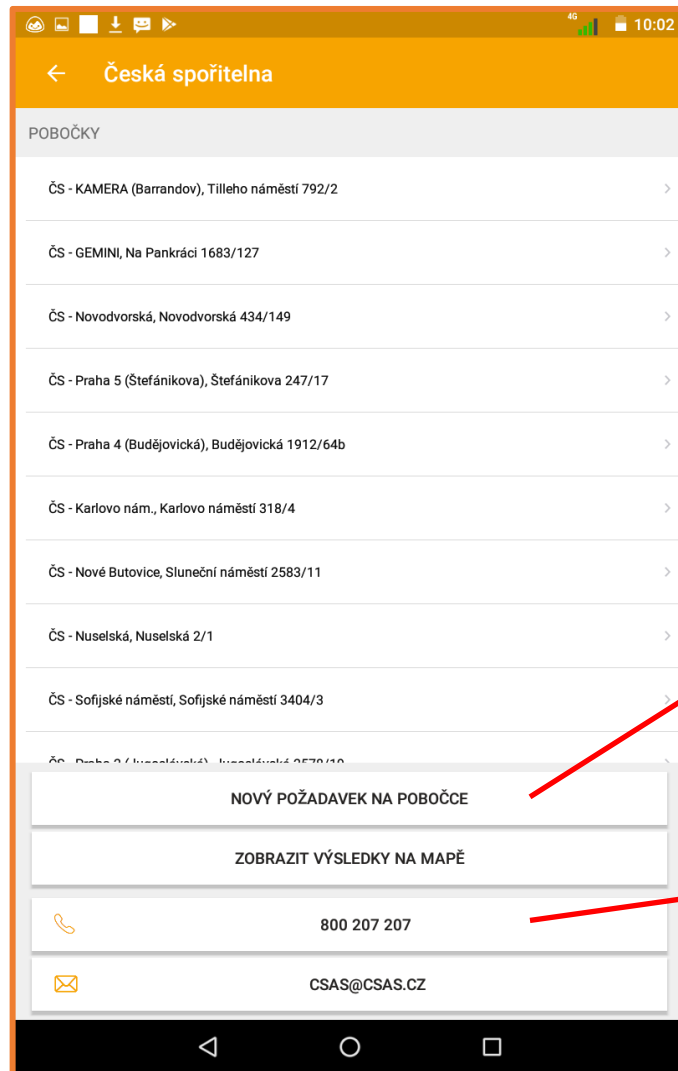 4G 10:02
Česká spořitelna
POBOČKY
ČS - KAMERA (Barrandov), Tilleho náměstí 792/2
ČS - GEMINI, Na Pankráci 1683/127
ČS - Novodvorská, Novodvorská 434/149
ČS - Praha 5 (Štefánikova), Štefánikova 247/17
ČS - Praha 4 (Budějovická), Budějovická 1912/64b
ČS - Karlovo nám., Karlovo náměstí 318/4
ČS - Nové Butovice, Sluneční náměstí 2583/11
ČS - Nuselská, Nuselská 2/1
ČS - Sofijské náměstí, Sofijské náměstí 3404/3
ČS - Praha 2
NOVÝ POŽADAVEK NA POBOČCE
ZOBRAZIT VÝSLEDKY NA MAPĚ
800 207 207
CSAS@CSAS.CZ